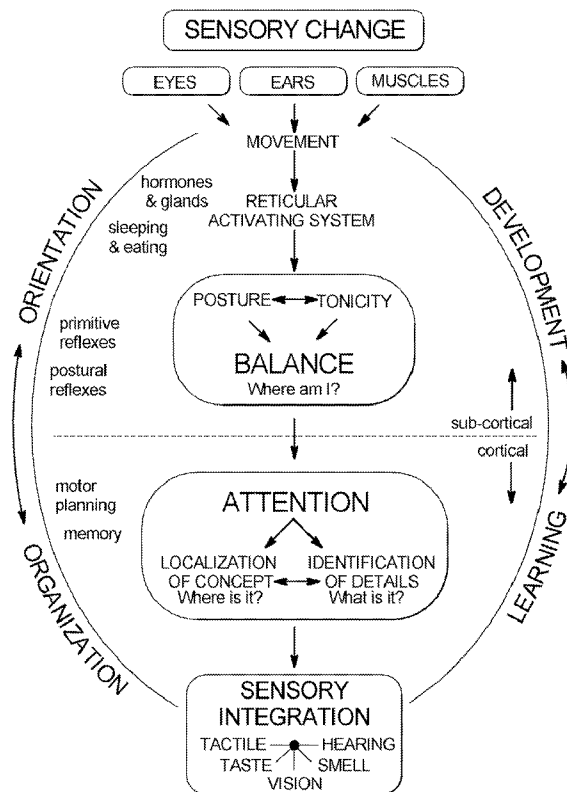 SENSORY CHANGE
EYES
EARS
MUSCLES
MOVEMENT
hormones
& glands
RETICULAR
ACTIVATING SYSTEM
sleeping
& eating
ORIENTATION
DEVELOPMENT
POSTURE
TONICITY
primitive
reflexes
BALANCE
Where am I?
postural
reflexes
sub-cortical
cortical
motor
planning
memory
ATTENTION
LOCALIZATION
OF CONCEPT
Where is it?
IDENTIFICATION
OF DETAILS
What is it?
ORGANIZATION
LEARNING
SENSORY
INTEGRATION
TACTILE
HEARING
TASTE
SMELL
VISION